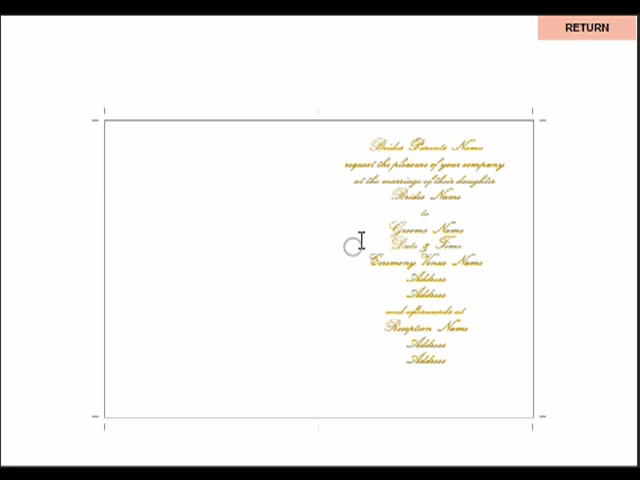 RETURN
Brides Parents Name
request the pleasure of your company
at the marriage of their daughter
Brides Name
to
Grooms Name
Date & Time
Ceremony Venue Name
Address
Address
and afterwards at
Reception Name
Address
Address